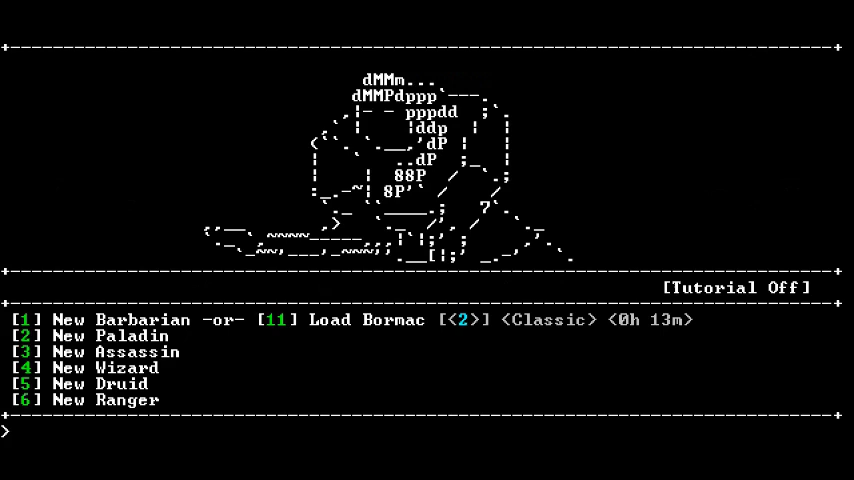 [Tutorial Off]
[1] New Barbarian -or- [11] Load Bormac [<2>] <Classic> <0h 13m>
[2] New Paladin
[3] New Assassin
[4] New Wizard
[5] New Druid
[6] New Ranger
>